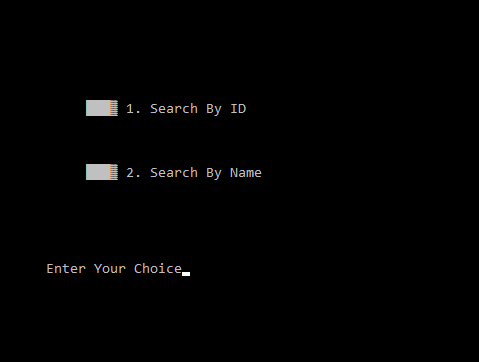 1. Search By ID
2. Search By Name
Enter Your Choice